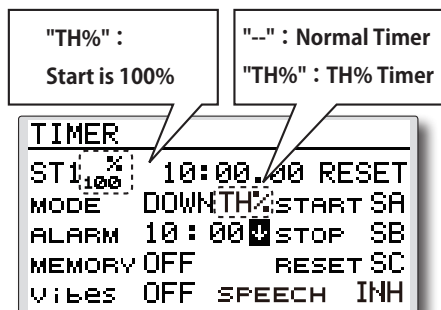 "TH%" :
Start is 100%
"--" : Normal Timer
"TH%" : TH% Timer
TIMER
ST1 %100 10:00.00 RESET
MODE DOWN TH% START SA
ALARM 10:00 ↓ STOP SB
MEMORY OFF RESET SC
Vibes OFF SPEECH INH